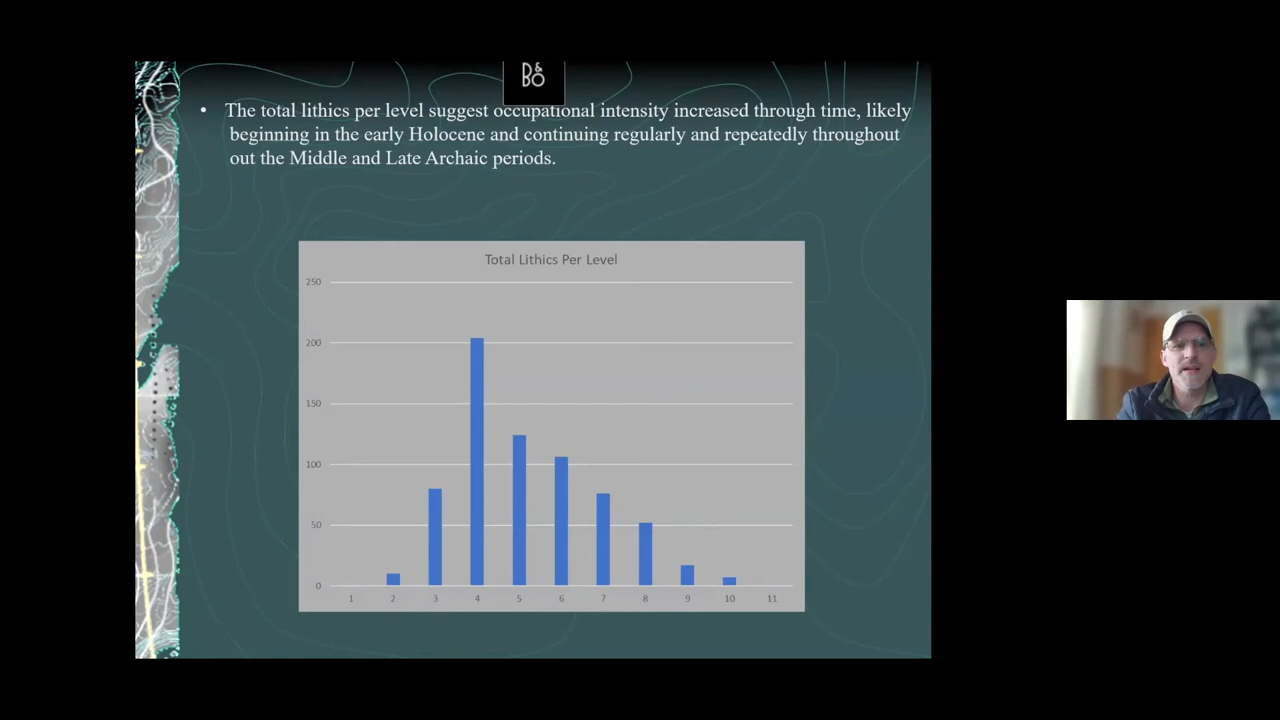 B&O
• The total lithics per level suggest occupational intensity increased through time, likely
beginning in the early Holocene and continuing regularly and repeatedly throughout
out the Middle and Late Archaic periods.
Total Lithics Per Level
250
200
150
100
50
0
1 2 3 4 5 6 7 8 9 10 11